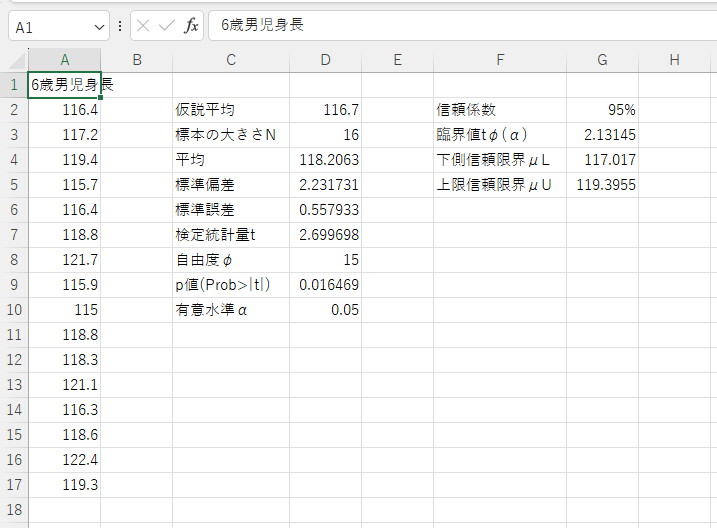 A1 fx 6歳男児身長
A B C D E F G H
1 6歳男児身長
2 116.4 仮説平均 116.7 信頼係数 95%
3 117.2 標本の大きさN 16 臨界値tφ(α) 2.13145
4 119.4 平均 118.2063 下側信頼限界μL 117.017
5 115.7 標準偏差 2.231731 上限信頼限界μU 119.3955
6 116.4 標準誤差 0.557933
7 118.8 検定統計量t 2.699698
8 121.7 自由度φ 15
9 115.9 p値(Prob>|t|) 0.016469
10 115 有意水準α 0.05
11 118.8
12 118.3
13 121.1
14 116.3
15 118.6
16 122.4
17 119.3
18